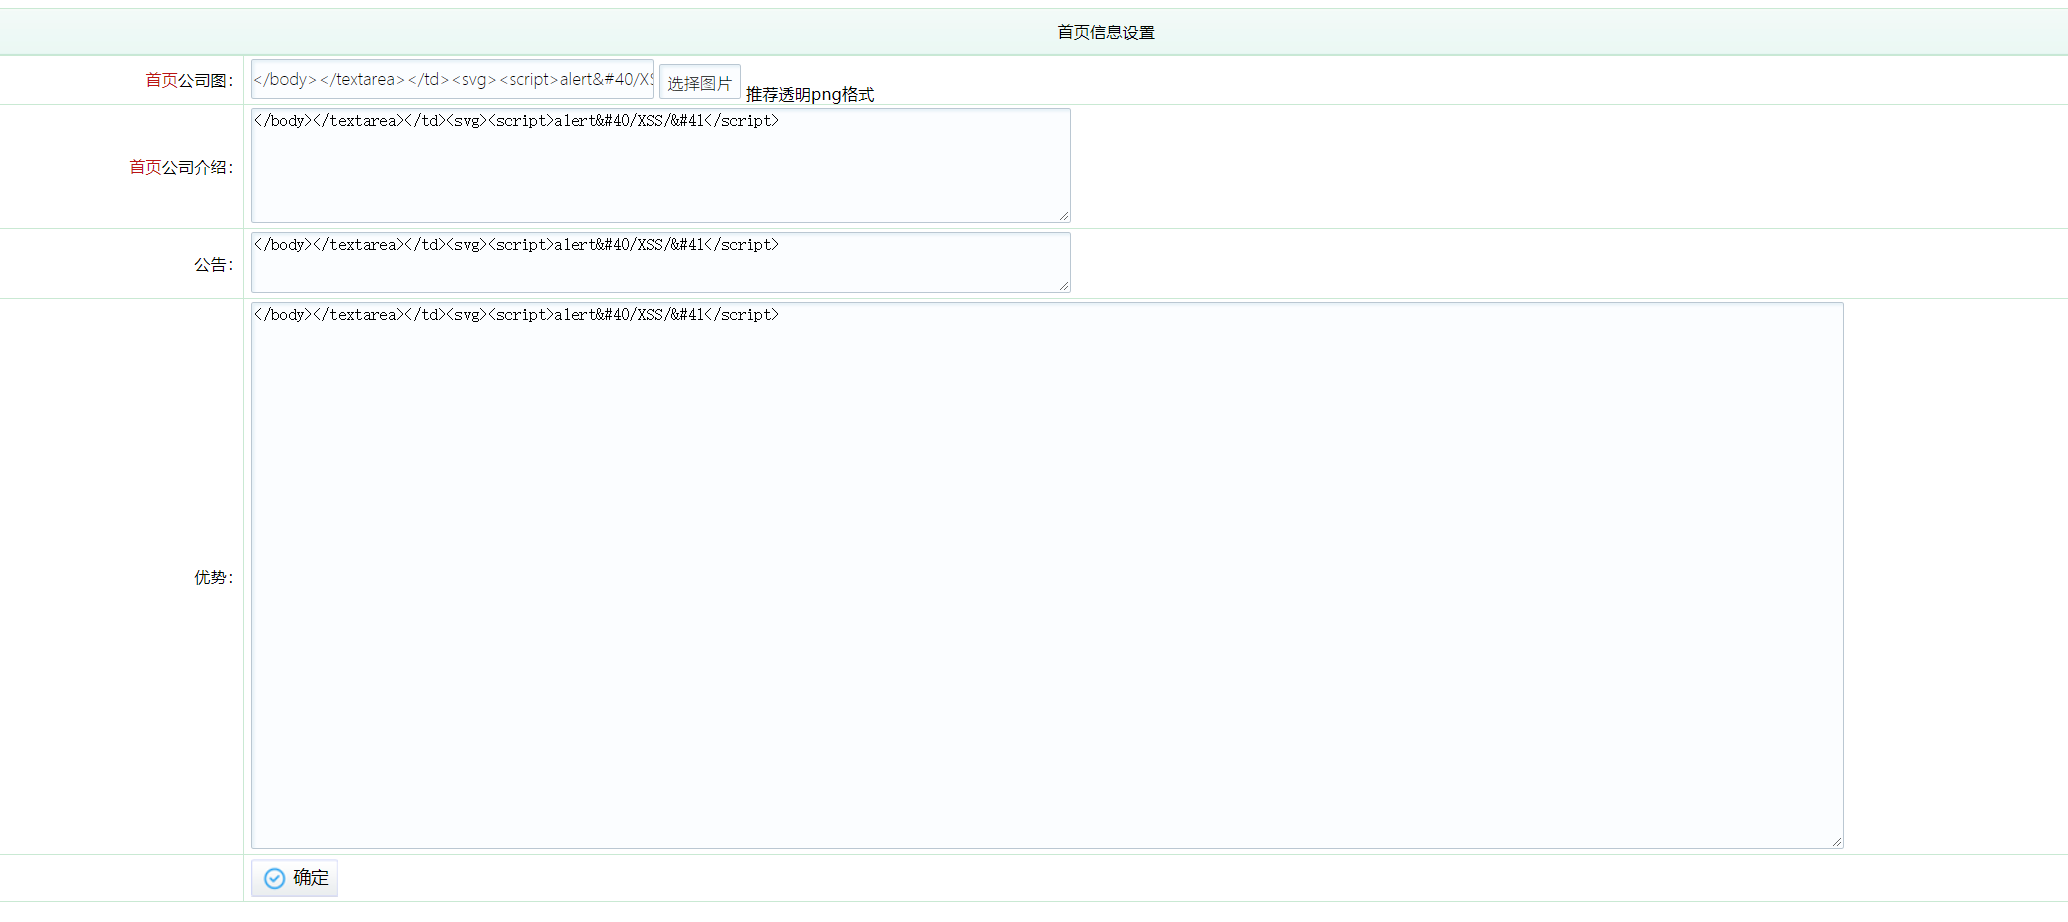 首页信息设置
首页公司图：
</body></textarea></td><svg><script>alert&#40/XS
选择图片
推荐透明png格式
首页公司介绍：
</body></textarea></td><svg><script>alert&#40/XSS/&#41</script>
公告：
</body></textarea></td><svg><script>alert&#40/XSS/&#41</script>
优势：
</body></textarea></td><svg><script>alert&#40/XSS/&#41</script>
确定